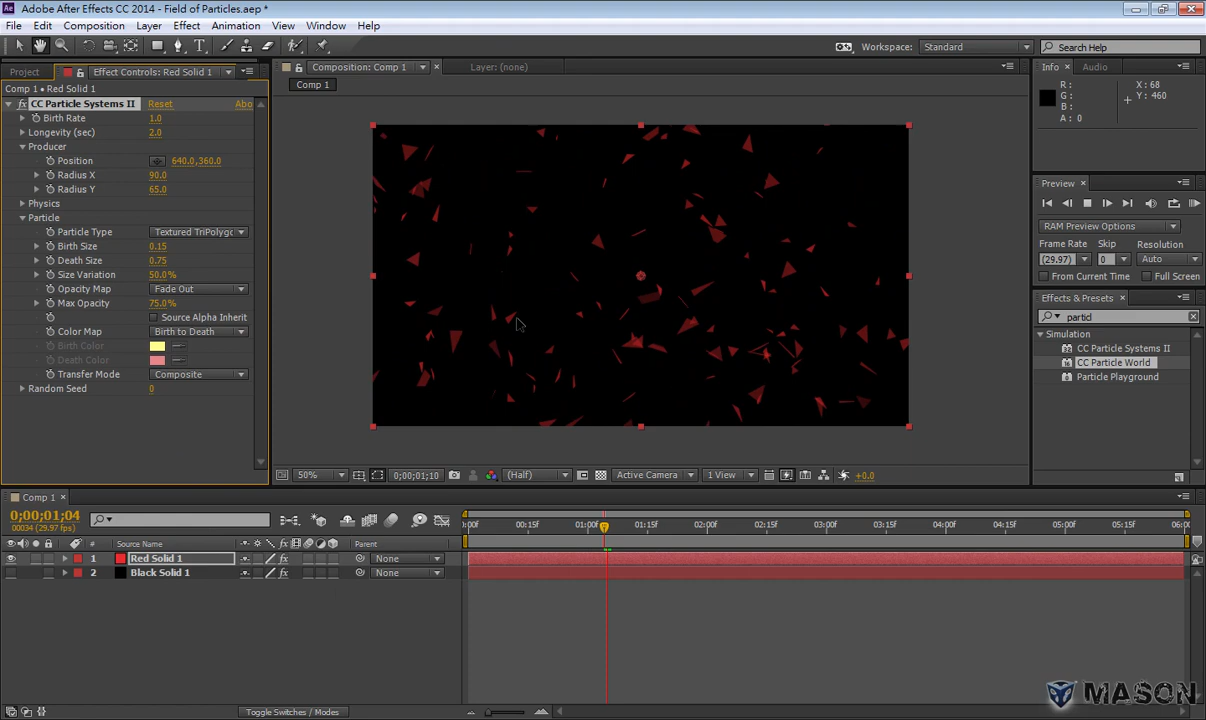 Adobe After Effects CC 2014 - Field of Particles.aep *
File Edit Composition Layer Effect Animation View Window Help
Workspace: Standard
Search Help
Project
Effect Controls: Red Solid 1
Comp 1 • Red Solid 1
fx CC Particle Systems II Reset Abo
Birth Rate 1.0
Longevity (sec) 2.0
Producer
Position 640.0,360.0
Radius X 90.0
Radius Y 65.0
Physics
Particle
Particle Type Textured TriPolygo
Birth Size 0.15
Death Size 0.75
Size Variation 50.0%
Opacity Map Fade Out
Max Opacity 75.0%
Source Alpha Inherit
Color Map Birth to Death
Birth Color
Death Color
Transfer Mode Composite
Random Seed 0
Composition: Comp 1
Layer: (none)
Comp 1
50%
0;00;01;10
(Half)
Active Camera
1 View
+0.0
Info Audio
R :
G :
B :
A : 0
X : 68
Y : 460
Preview
RAM Preview Options
Frame Rate Skip Resolution
(29.97) 0 Auto
From Current Time Full Screen
Effects & Presets
particl
Simulation
CC Particle Systems II
CC Particle World
Particle Playground
Comp 1
0;00;01;04
00034 (29.97 fps)
# Source Name Parent
1 Red Solid 1 fx None
2 Black Solid 1 fx None
:00f 00:15f 01:00f 01:15f 02:00f 02:15f 03:00f 03:15f 04:00f 04:15f 05:00f 05:15f 06:00
Toggle Switches / Modes
MASON